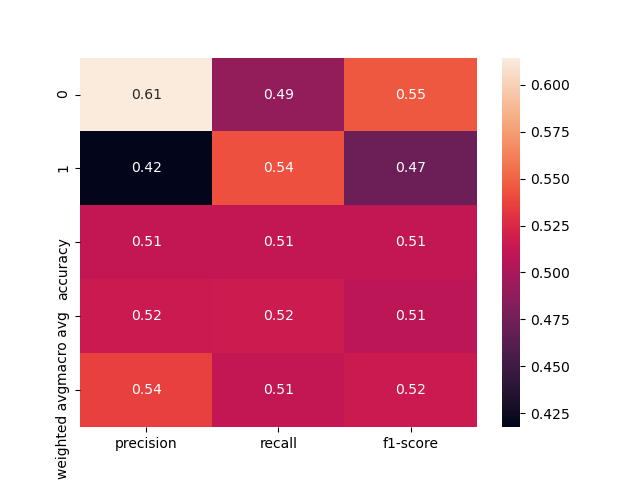 0
0.61 0.49 0.55
1
0.42 0.54 0.47
accuracy
0.51 0.51 0.51
macro avg
0.52 0.52 0.51
weighted avg
0.54 0.51 0.52
precision recall f1-score
0.600
0.575
0.550
0.525
0.500
0.475
0.450
0.425